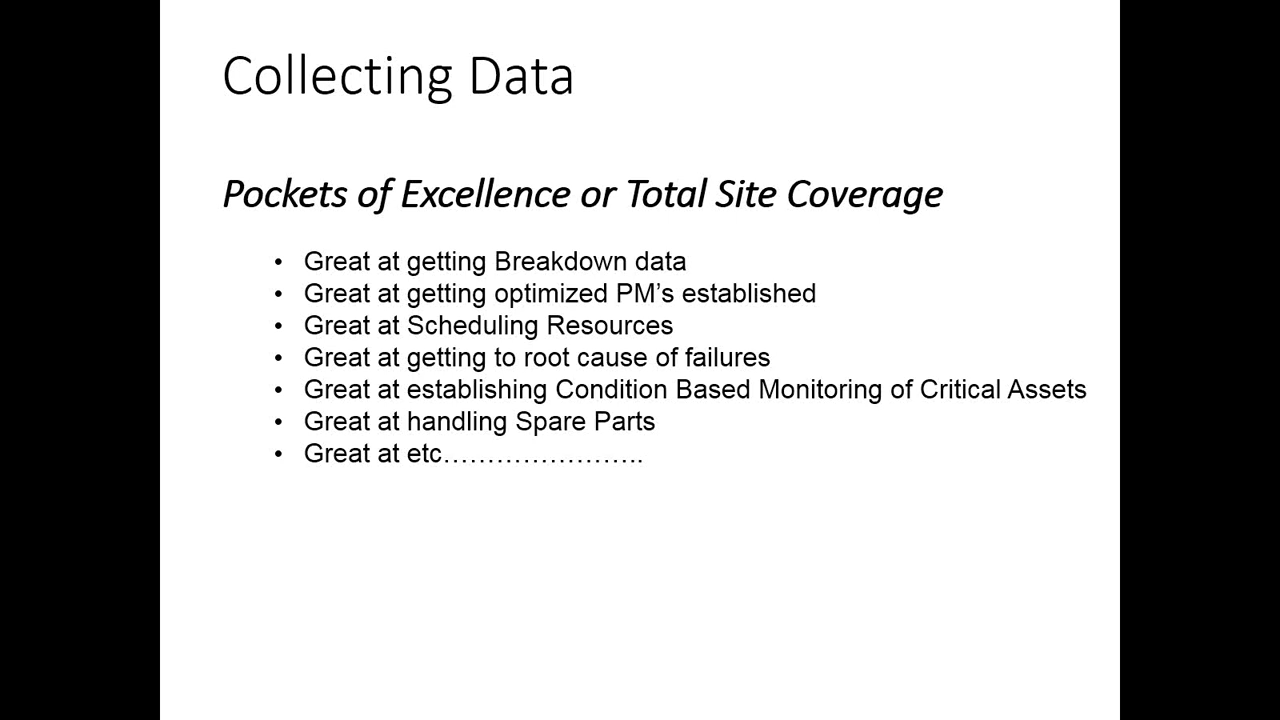 Collecting Data
Pockets of Excellence or Total Site Coverage
• Great at getting Breakdown data
• Great at getting optimized PM’s established
• Great at Scheduling Resources
• Great at getting to root cause of failures
• Great at establishing Condition Based Monitoring of Critical Assets
• Great at handling Spare Parts
• Great at etc…………………..